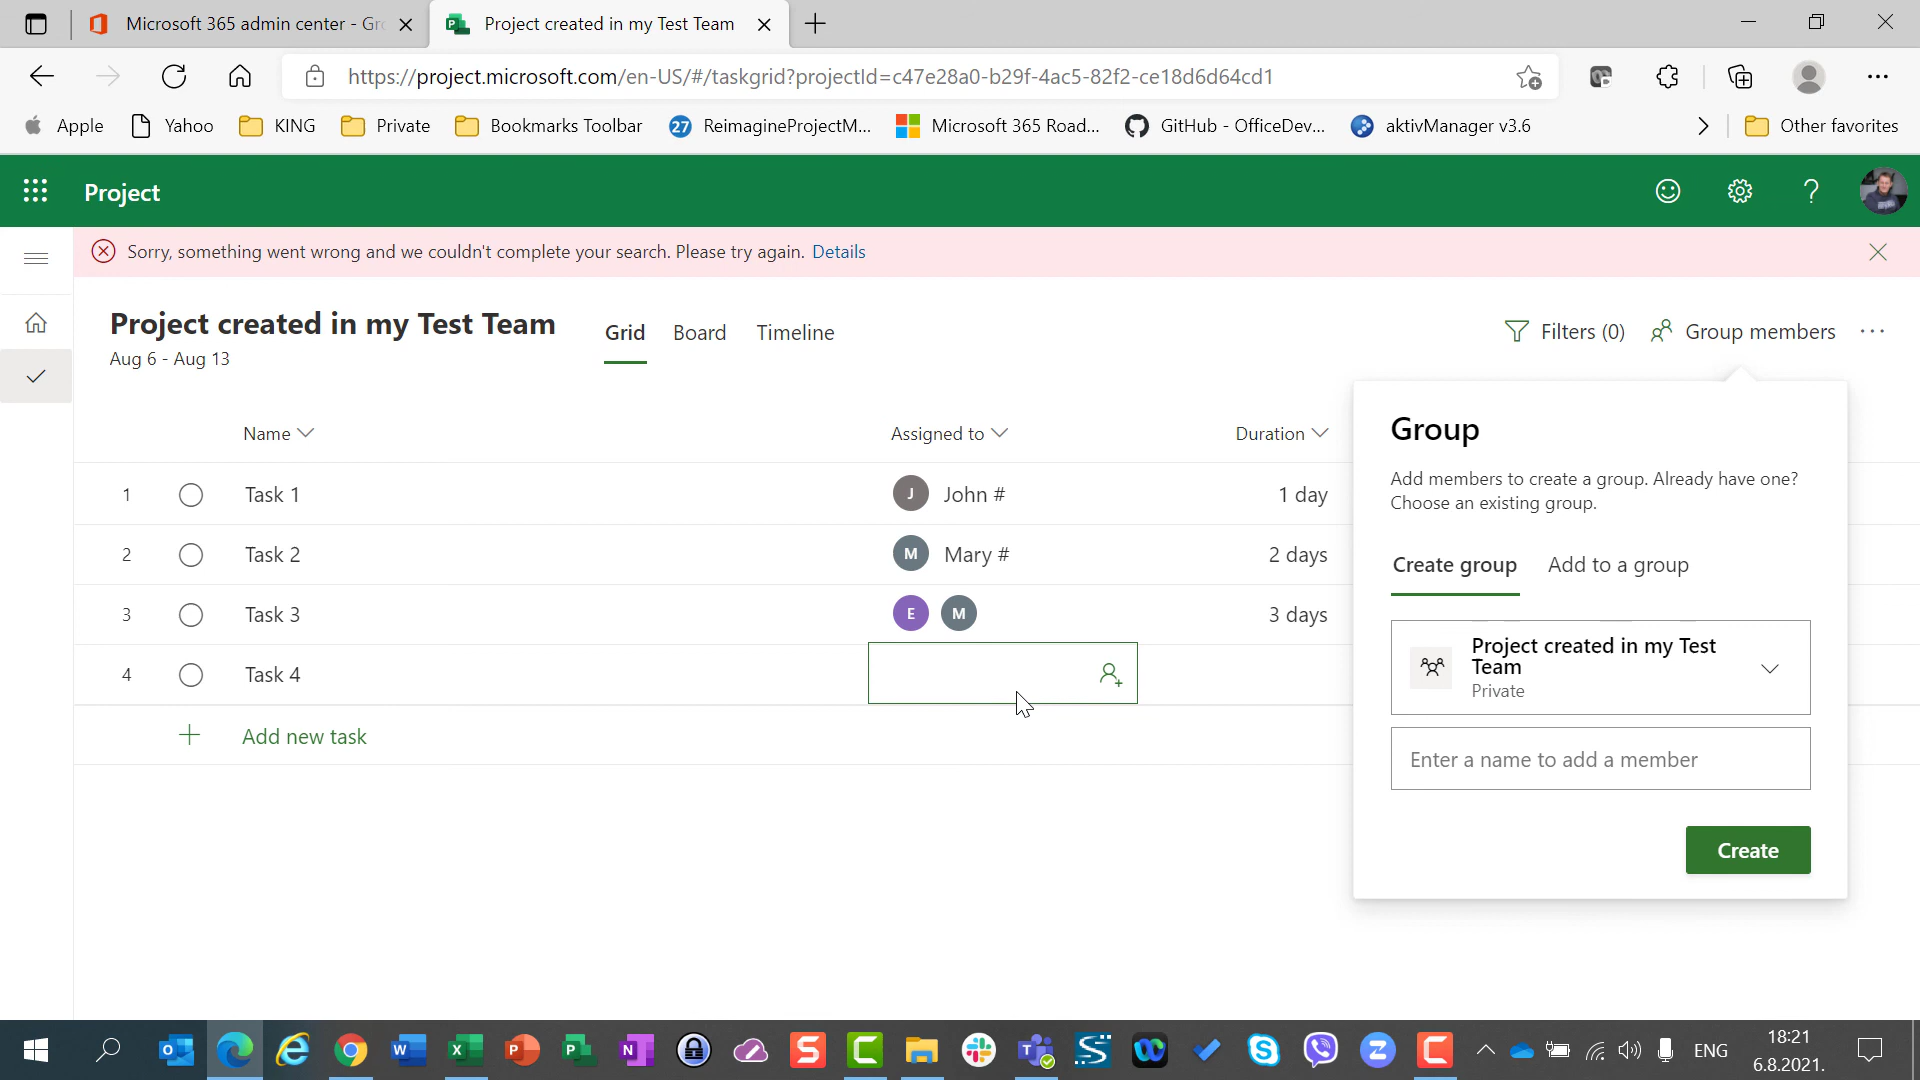 Microsoft 365 admin center - Gr
Project created in my Test Team
https://project.microsoft.com/en-US/#/taskgrid?projectId=c47e28a0-b29f-4ac5-82f2-ce18d6d64cd1
Apple
Yahoo
KING
Private
Bookmarks Toolbar
27
ReimagineProjectM...
Microsoft 365 Road...
GitHub - OfficeDev...
aktivManager v3.6
Other favorites
Project
Sorry, something went wrong and we couldn't complete your search. Please try again. Details
Project created in my Test Team
Aug 6 - Aug 13
Grid
Board
Timeline
Filters (0)
Group members
Name
Assigned to
Duration
1 Task 1 J John # 1 day
2 Task 2 M Mary # 2 days
3 Task 3 E M 3 days
4 Task 4
Add new task
Group
Add members to create a group. Already have one?
Choose an existing group.
Create group
Add to a group
Project created in my Test
Team
Private
Enter a name to add a member
Create
ENG
18:21
6.8.2021.